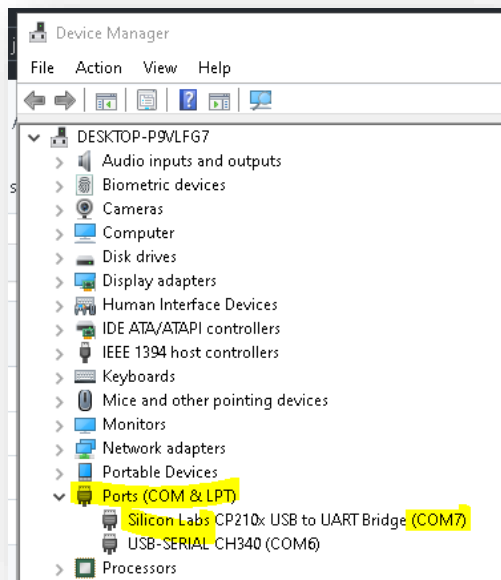 Device Manager
File Action View Help
DESKTOP-P9VLFG7
Audio inputs and outputs
Biometric devices
Cameras
Computer
Disk drives
Display adapters
Human Interface Devices
IDE ATA/ATAPI controllers
IEEE 1394 host controllers
Keyboards
Mice and other pointing devices
Monitors
Network adapters
Portable Devices
Ports (COM & LPT)
Silicon Labs CP210x USB to UART Bridge (COM7)
USB-SERIAL CH340 (COM6)
Processors